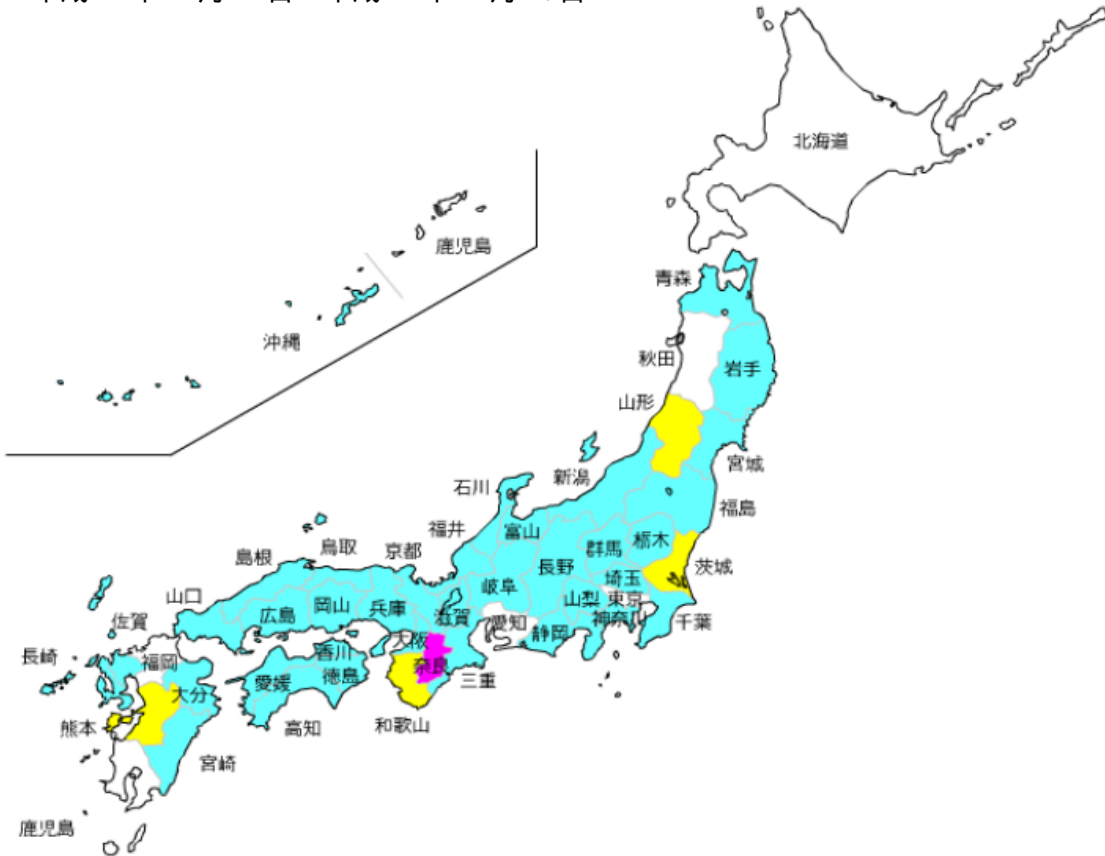 北海道
鹿児島
青森
沖縄
秋田
岩手
山形
宮城
新潟
石川
福島
福井
富山
栃木
鳥取
京都
群馬
島根
長野
茨城
埼玉
岐阜
山口
岡山
兵庫
山梨
東京
広島
滋賀
愛知
佐賀
神奈川
千葉
静岡
大阪
香川
長崎
福岡
奈良
徳島
三重
愛媛
大分
熊本
高知
和歌山
宮崎
鹿児島